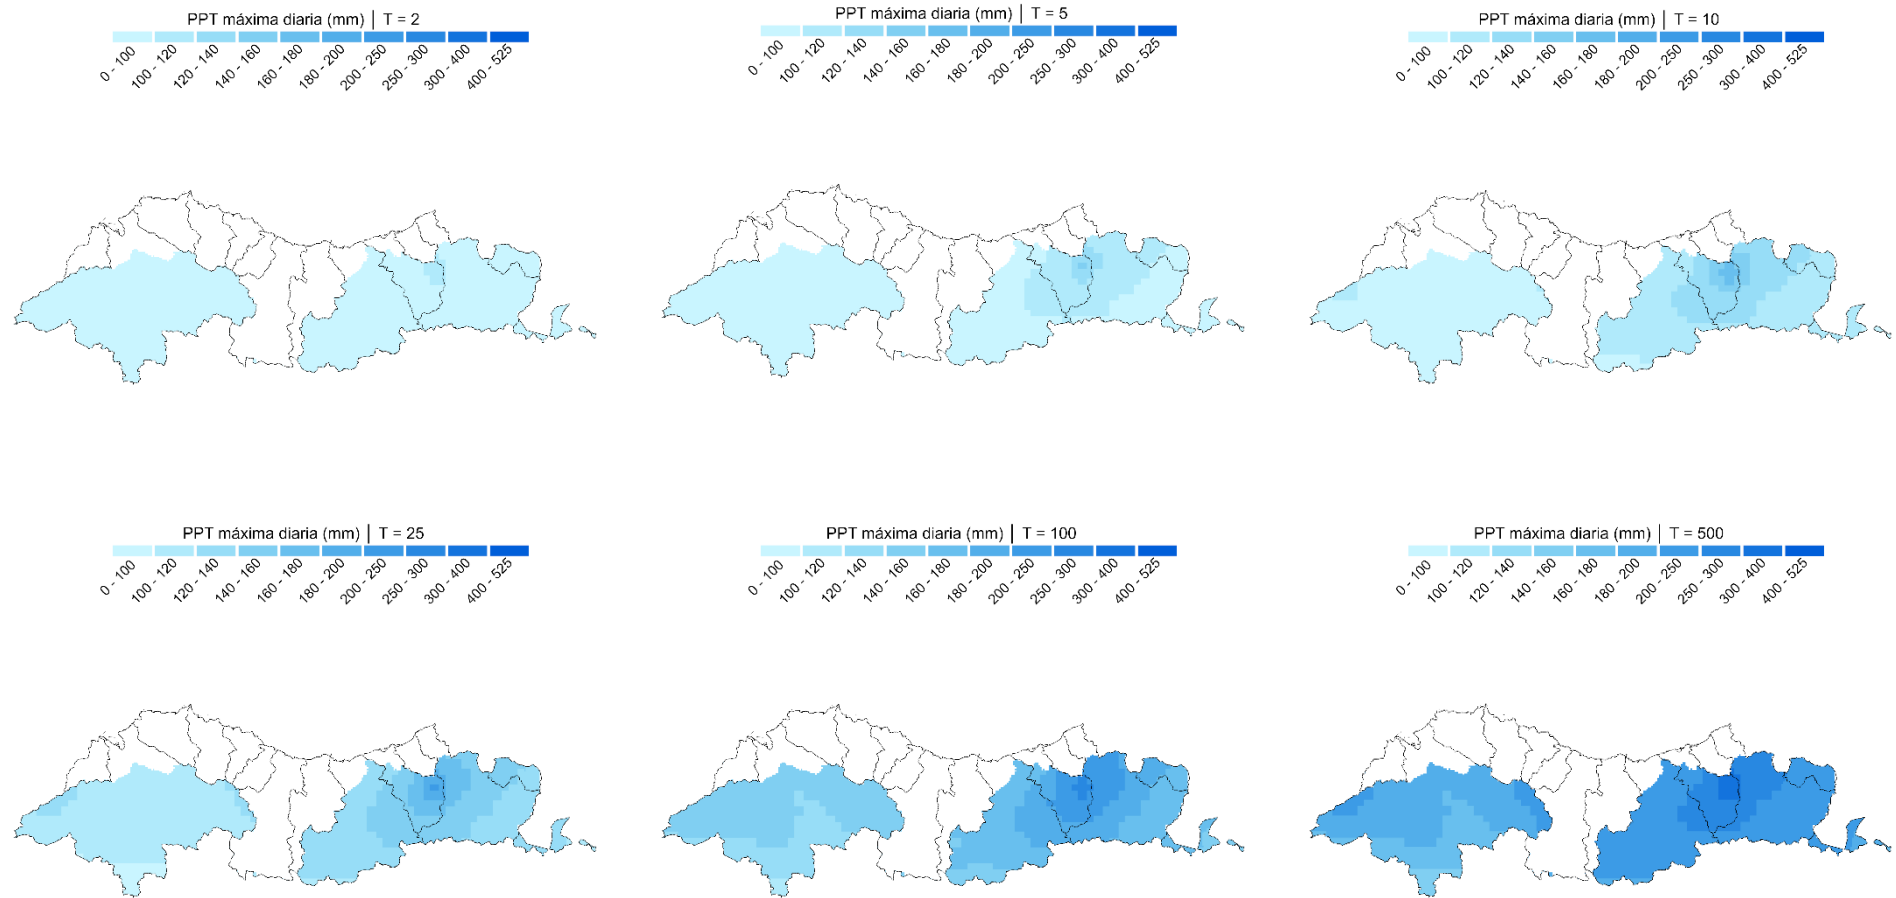 PPT máxima diaria (mm) | T = 2
0 - 100
100 - 120
120 - 140
140 - 160
160 - 180
180 - 200
200 - 250
250 - 300
300 - 400
400 - 525
PPT máxima diaria (mm) | T = 5
0 - 100
100 - 120
120 - 140
140 - 160
160 - 180
180 - 200
200 - 250
250 - 300
300 - 400
400 - 525
PPT máxima diaria (mm) | T = 10
0 - 100
100 - 120
120 - 140
140 - 160
160 - 180
180 - 200
200 - 250
250 - 300
300 - 400
400 - 525
PPT máxima diaria (mm) | T = 25
0 - 100
100 - 120
120 - 140
140 - 160
160 - 180
180 - 200
200 - 250
250 - 300
300 - 400
400 - 525
PPT máxima diaria (mm) | T = 100
0 - 100
100 - 120
120 - 140
140 - 160
160 - 180
180 - 200
200 - 250
250 - 300
300 - 400
400 - 525
PPT máxima diaria (mm) | T = 500
0 - 100
100 - 120
120 - 140
140 - 160
160 - 180
180 - 200
200 - 250
250 - 300
300 - 400
400 - 525